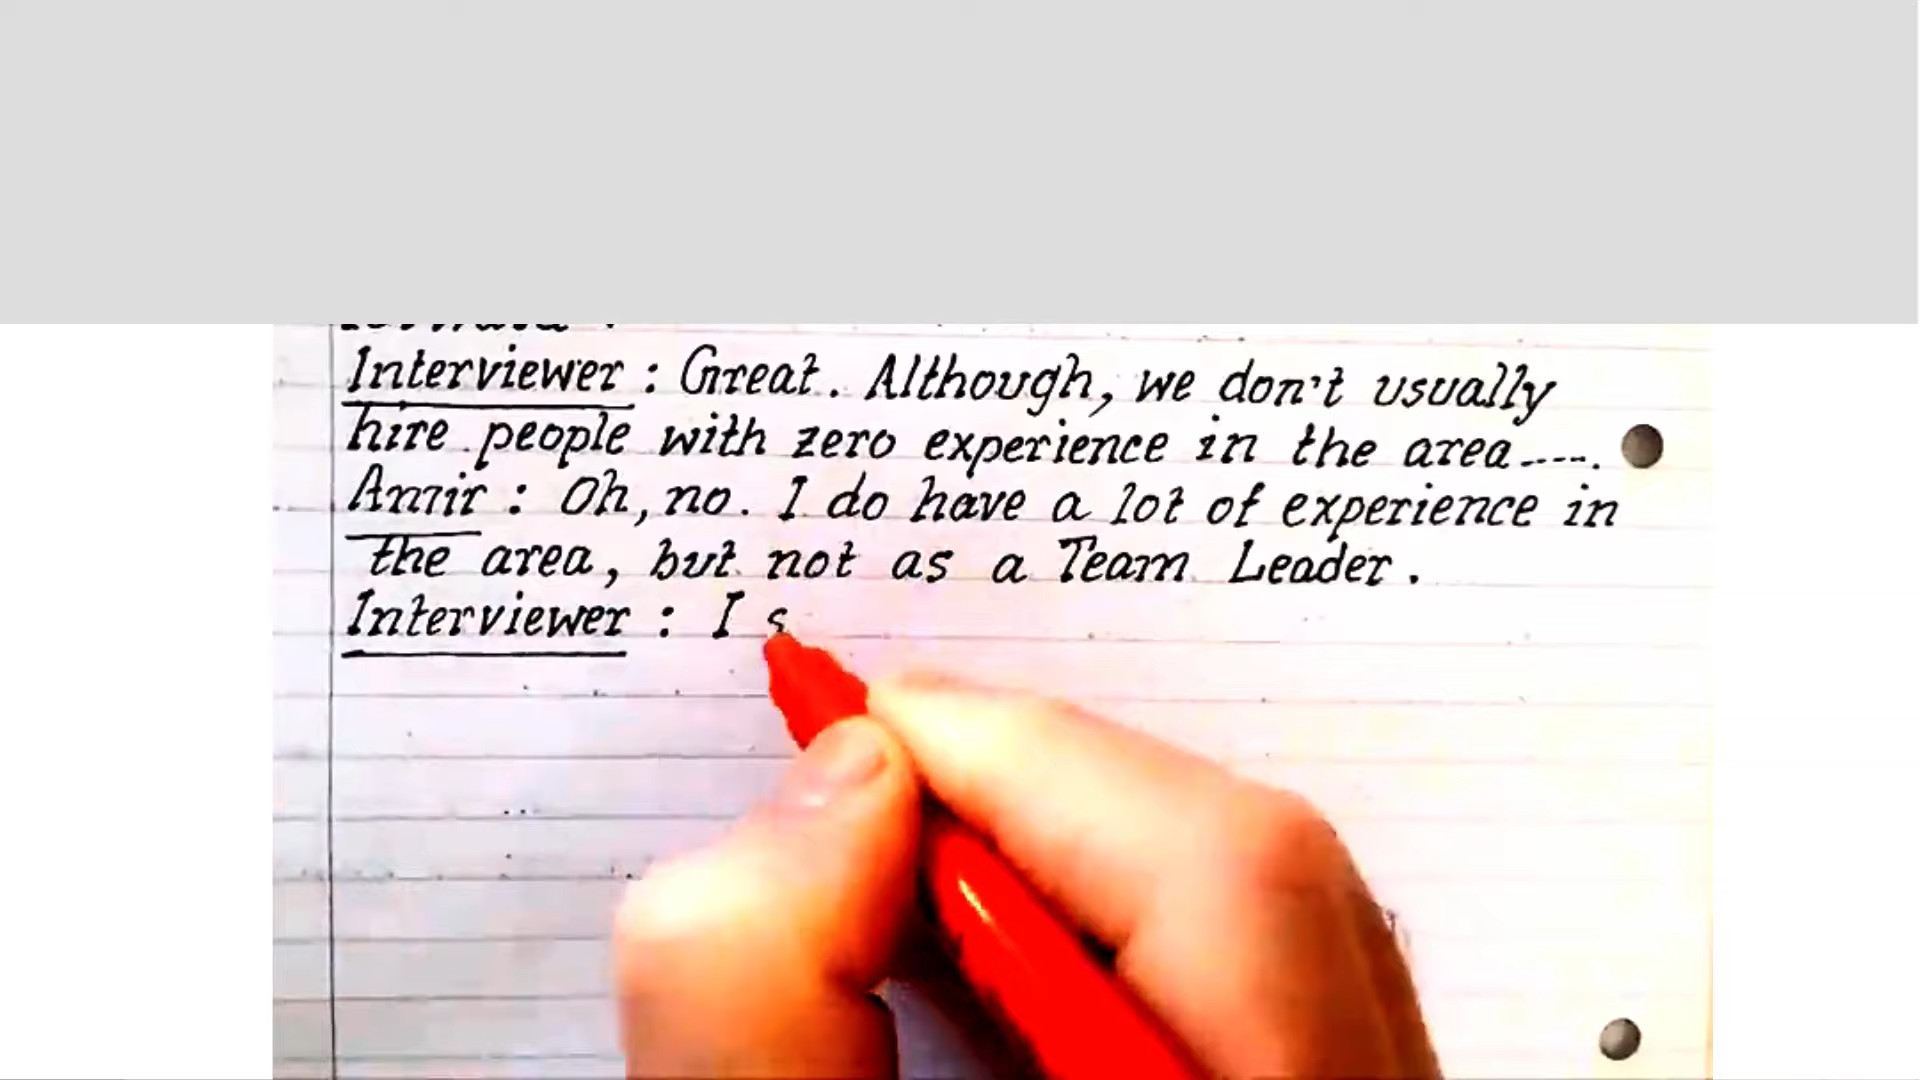 Interviewer : Great. Although, we don't usually
hire people with zero experience in the area-----.
Amir : Oh, no. I do have a lot of experience in
the area, but not as a Team Leader.
Interviewer : I s